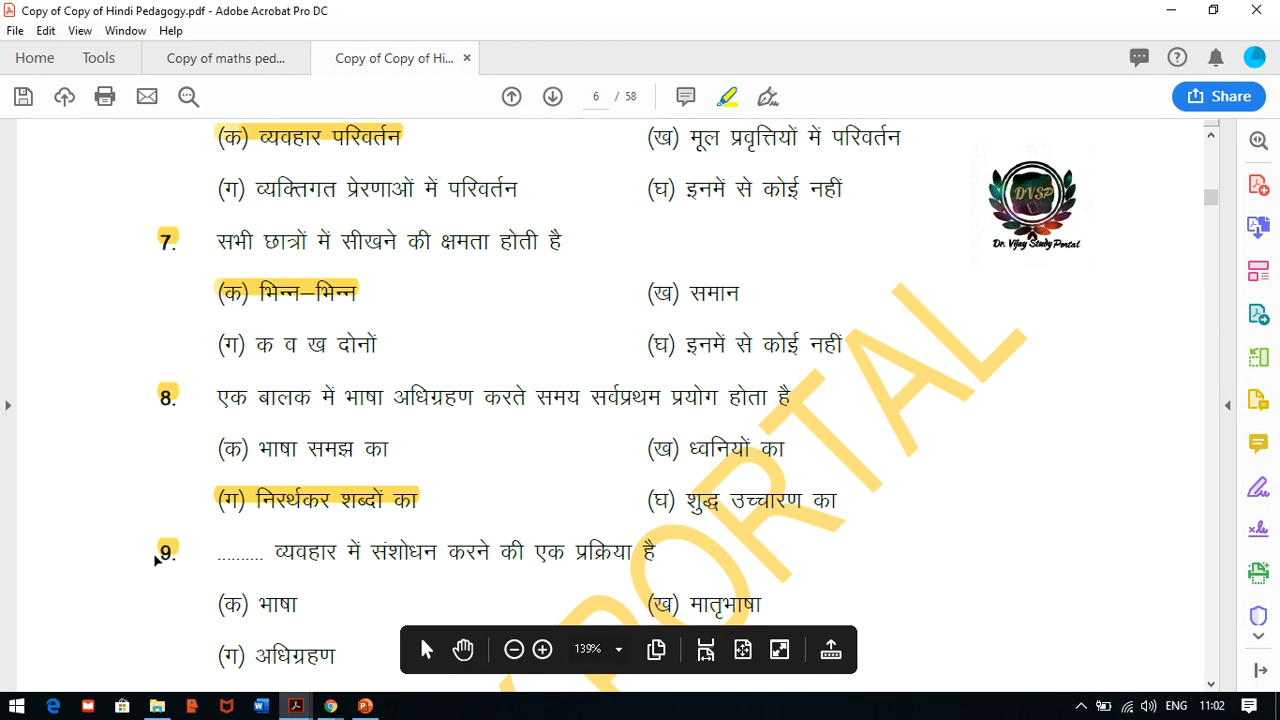 Copy of Copy of Hindi Pedagogy.pdf - Adobe Acrobat Pro DC
File Edit View Window Help
Home Tools Copy of maths ped... Copy of Copy of Hi... ×
6 / 58 Share
(क) व्यवहार परिवर्तन (ख) मूल प्रवृत्तियों में परिवर्तन
(ग) व्यक्तिगत प्रेरणाओं में परिवर्तन (घ) इनमें से कोई नहीं
DVSP
Dr. Vijay Study Portal
7. सभी छात्रों में सीखने की क्षमता होती है
(क) भिन्न–भिन्न (ख) समान
(ग) क व ख दोनों (घ) इनमें से कोई नहीं
8. एक बालक में भाषा अधिग्रहण करते समय सर्वप्रथम प्रयोग होता है
(क) भाषा समझ का (ख) ध्वनियों का
(ग) निरर्थकर शब्दों का (घ) शुद्ध उच्चारण का
9. .......... व्यवहार में संशोधन करने की एक प्रक्रिया है
(क) भाषा (ख) मातृभाषा
(ग) अधिग्रहण
PORTAL
139%
ENG 11:02